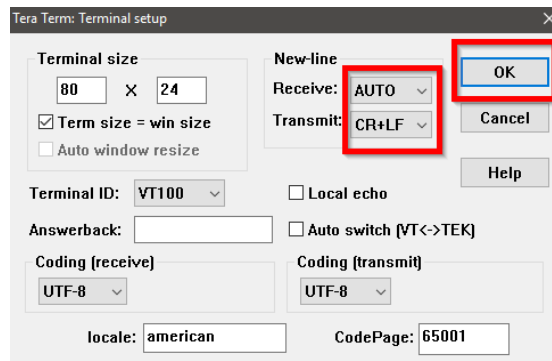 Tera Term: Terminal setup
Terminal size
80 X 24
Term size = win size
Auto window resize
New-line
Receive: AUTO
Transmit: CR+LF
OK
Cancel
Help
Terminal ID: VT100
Local echo
Answerback:
Auto switch (VT<->TEK)
Coding (receive)
UTF-8
Coding (transmit)
UTF-8
locale: american
CodePage: 65001